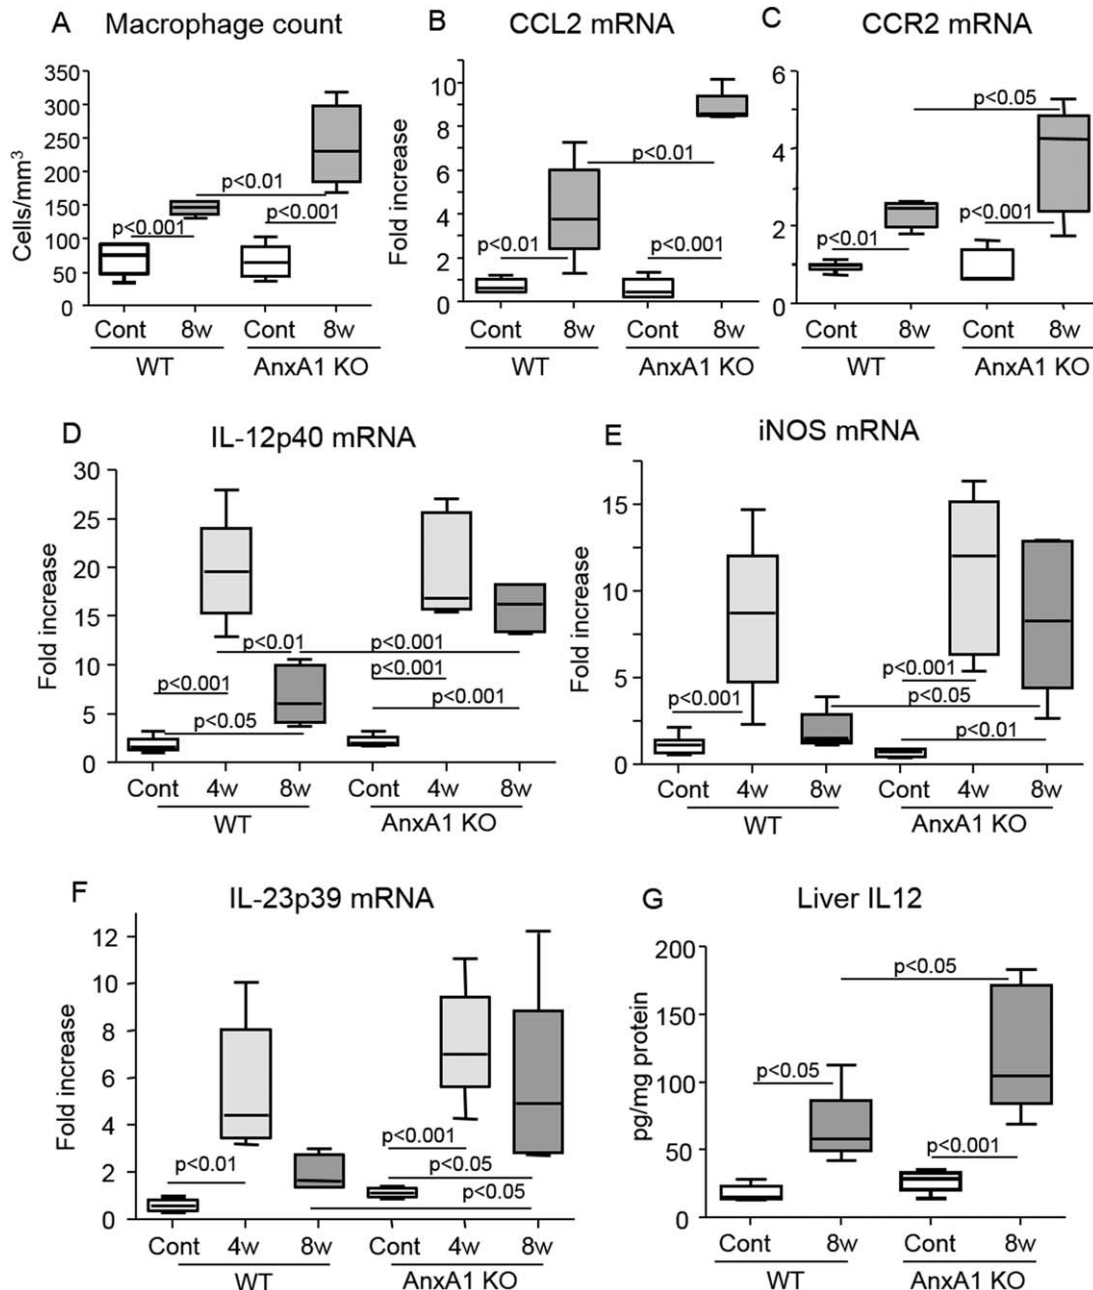 A Macrophage count
Cells/mm³
350
300
250
200
150
100
50
0
p<0.01
p<0.001
p<0.001
Cont 8w Cont 8w
WT AnxA1 KO
B CCL2 mRNA
Fold increase
10
8
6
4
2
0
p<0.01
p<0.01
p<0.001
Cont 8w Cont 8w
WT AnxA1 KO
C CCR2 mRNA
6
4
2
0
p<0.05
p<0.01
p<0.001
Cont 8w Cont 8w
WT AnxA1 KO
D IL-12p40 mRNA
Fold increase
30
25
20
15
10
5
0
p<0.01
p<0.001
p<0.001
p<0.001
p<0.001
p<0.05
Cont 4w 8w Cont 4w 8w
WT AnxA1 KO
E iNOS mRNA
Fold increase
15
10
5
0
p<0.001
p<0.001
p<0.05
p<0.01
Cont 4w 8w Cont 4w 8w
WT AnxA1 KO
F IL-23p39 mRNA
Fold increase
12
10
8
6
4
2
0
p<0.001
p<0.01
p<0.05
p<0.05
Cont 4w 8w Cont 4w 8w
WT AnxA1 KO
G Liver IL12
pg/mg protein
200
150
100
50
0
p<0.05
p<0.05
p<0.001
Cont 8w Cont 8w
WT AnxA1 KO